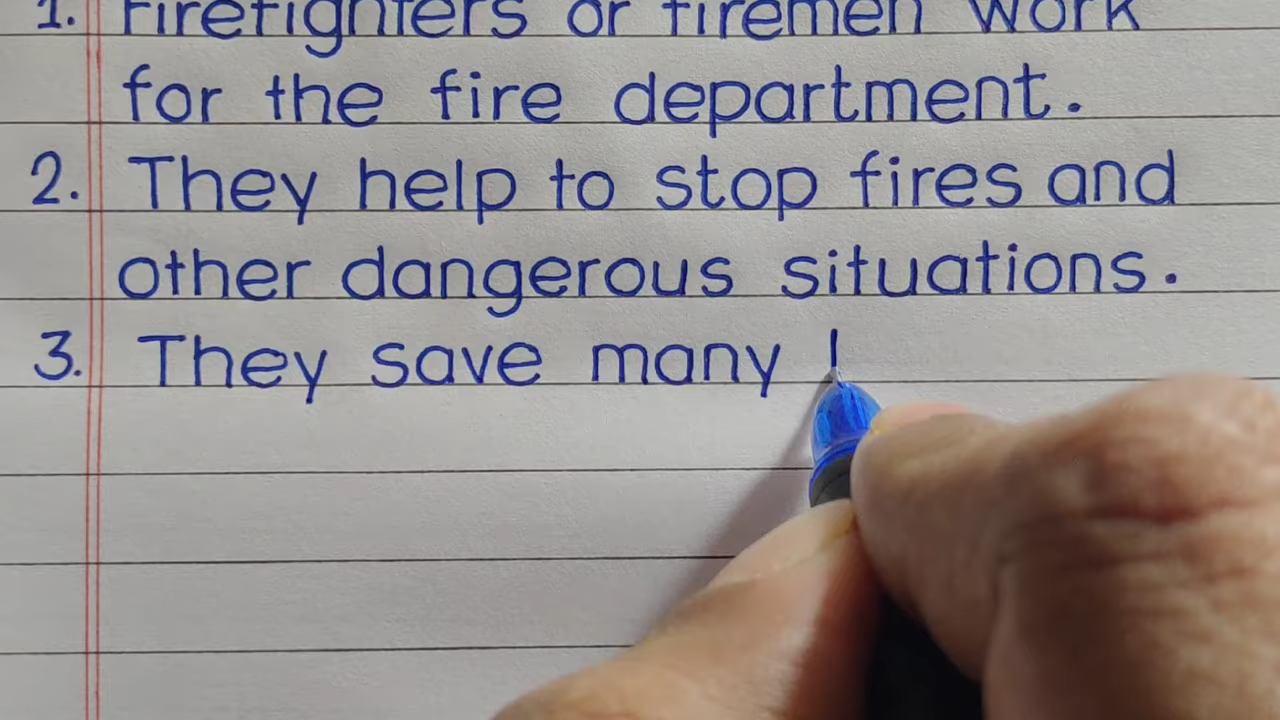 1. Firefighters or firemen work
for the fire department.
2. They help to stop fires and
other dangerous situations.
3. They save many l